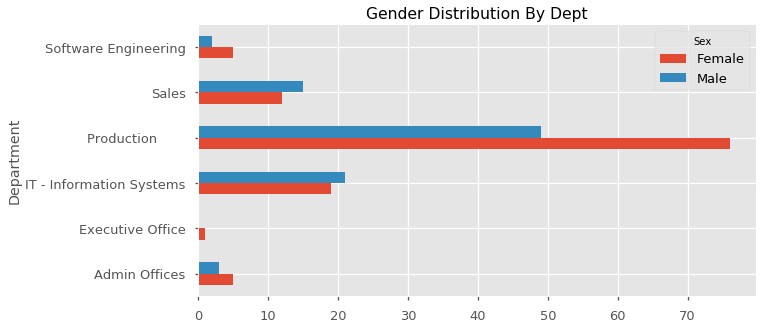 Gender Distribution By Dept
Sex
Female
Male
Department
Software Engineering
Sales
Production
IT - Information Systems
Executive Office
Admin Offices
0 10 20 30 40 50 60 70